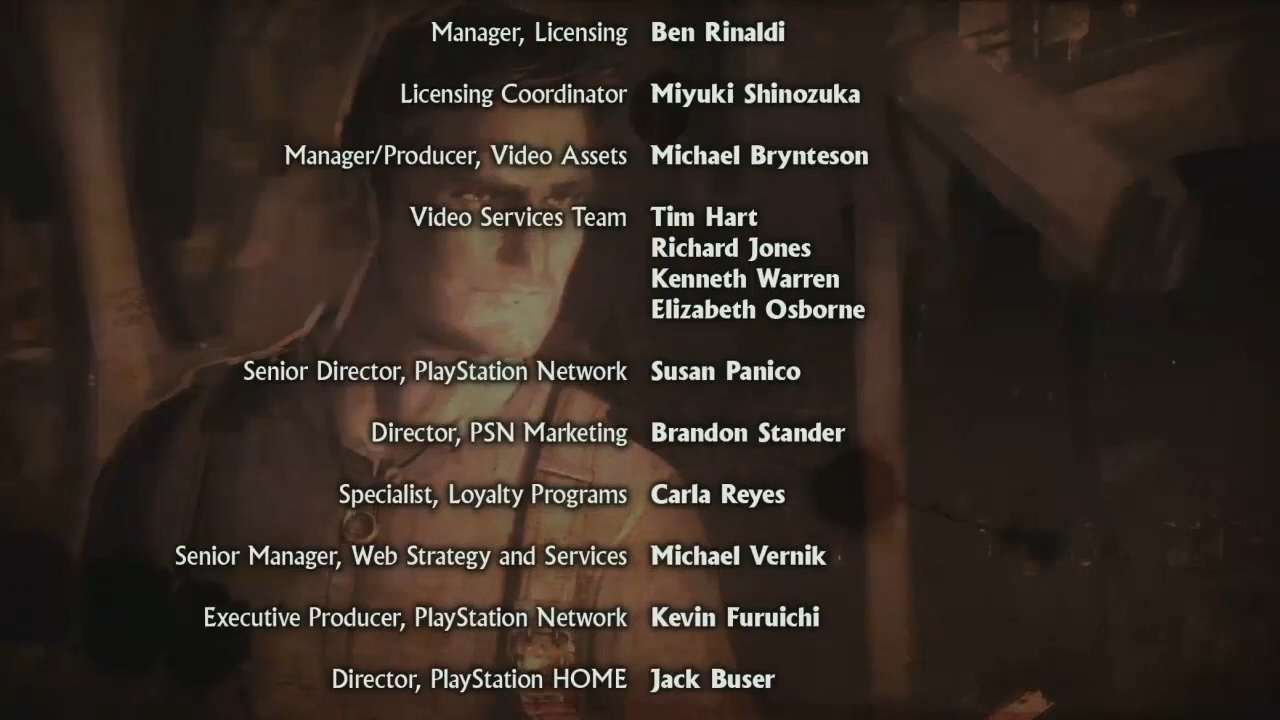 Manager, Licensing Ben Rinaldi
Licensing Coordinator Miyuki Shinozuka
Manager/Producer, Video Assets Michael Brynteson
Video Services Team Tim Hart
Richard Jones
Kenneth Warren
Elizabeth Osborne
Senior Director, PlayStation Network Susan Panico
Director, PSN Marketing Brandon Stander
Specialist, Loyalty Programs Carla Reyes
Senior Manager, Web Strategy and Services Michael Vernik
Executive Producer, PlayStation Network Kevin Furuichi
Director, PlayStation HOME Jack Buser